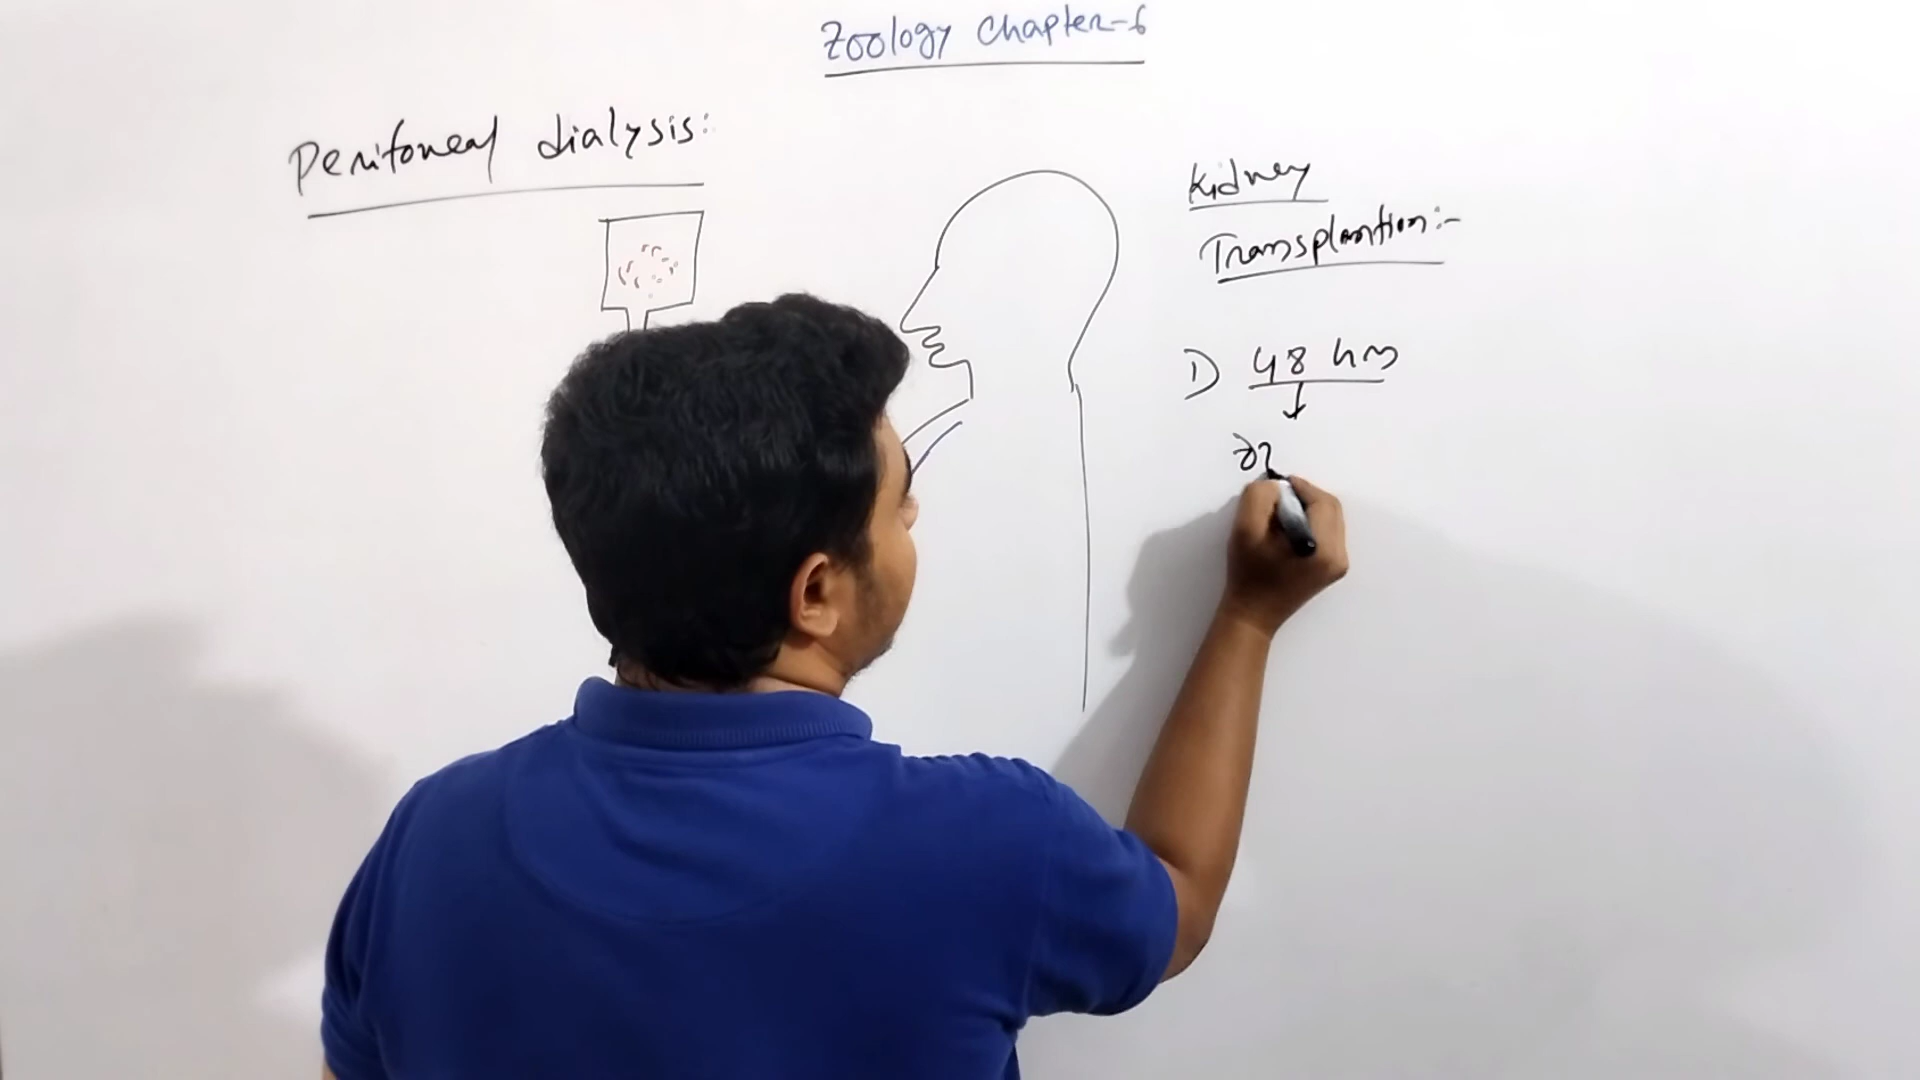 Zoology Chapter-6
Peritoneal dialysis:
Kidney
Transplantion:-
1) 48 hrs